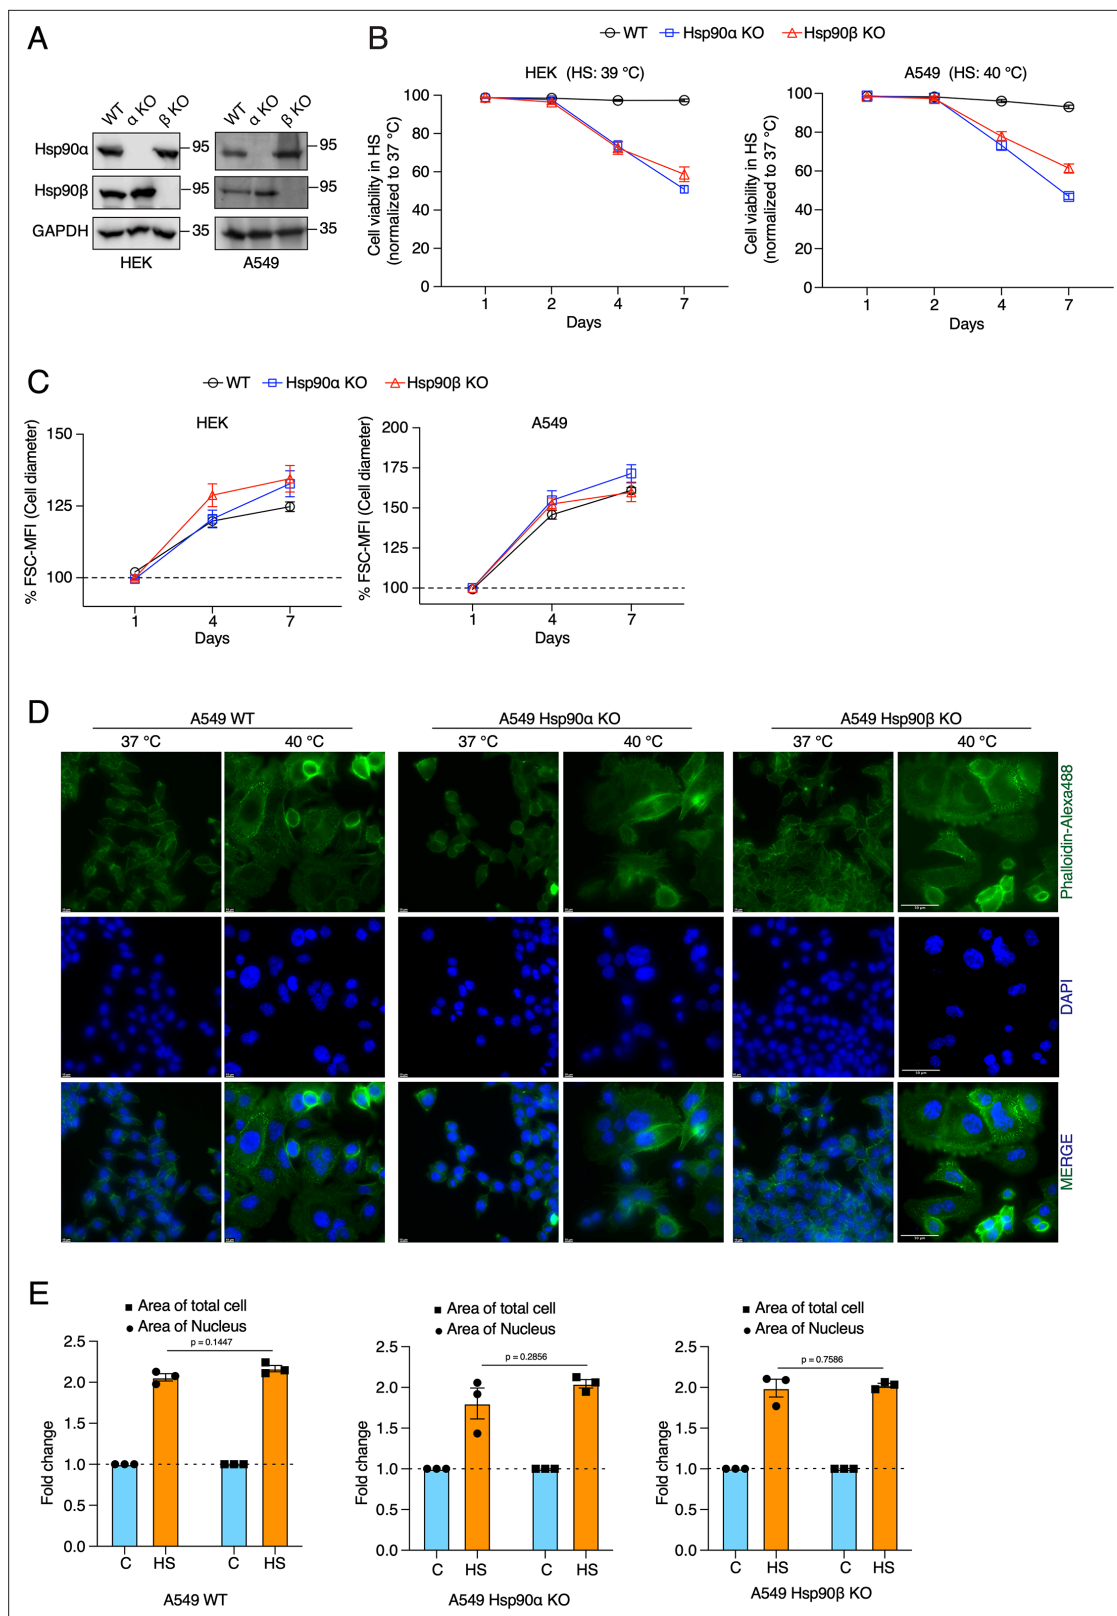 A
WT
α KO
β KO
WT
α KO
β KO
Hsp90α
95
95
Hsp90β
95
95
GAPDH
35
35
HEK
A549
B
WT Hsp90α KO Hsp90β KO
HEK (HS: 39 °C)
Cell viability in HS
(normalized to 37 °C)
100
80
60
40
20
0
1 2 4 7
Days
A549 (HS: 40 °C)
Cell viability in HS
(normalized to 37 °C)
100
80
60
40
20
0
1 2 4 7
Days
C
WT Hsp90α KO Hsp90β KO
HEK
% FSC-MFI (Cell diameter)
150
125
100
1 4 7
Days
A549
% FSC-MFI (Cell diameter)
200
175
150
125
100
1 4 7
Days
D
A549 WT
37 °C 40 °C
A549 Hsp90α KO
37 °C 40 °C
A549 Hsp90β KO
37 °C 40 °C
Phalloidin-Alexa488
DAPI
MERGE
E
Area of total cell
Area of Nucleus
p = 0.1447
Fold change
2.5
2.0
1.5
1.0
0.5
0.0
C HS C HS
A549 WT
Area of total cell
Area of Nucleus
p = 0.2856
Fold change
2.5
2.0
1.5
1.0
0.5
0.0
C HS C HS
A549 Hsp90α KO
Area of total cell
Area of Nucleus
p = 0.7586
Fold change
2.5
2.0
1.5
1.0
0.5
0.0
C HS C HS
A549 Hsp90β KO